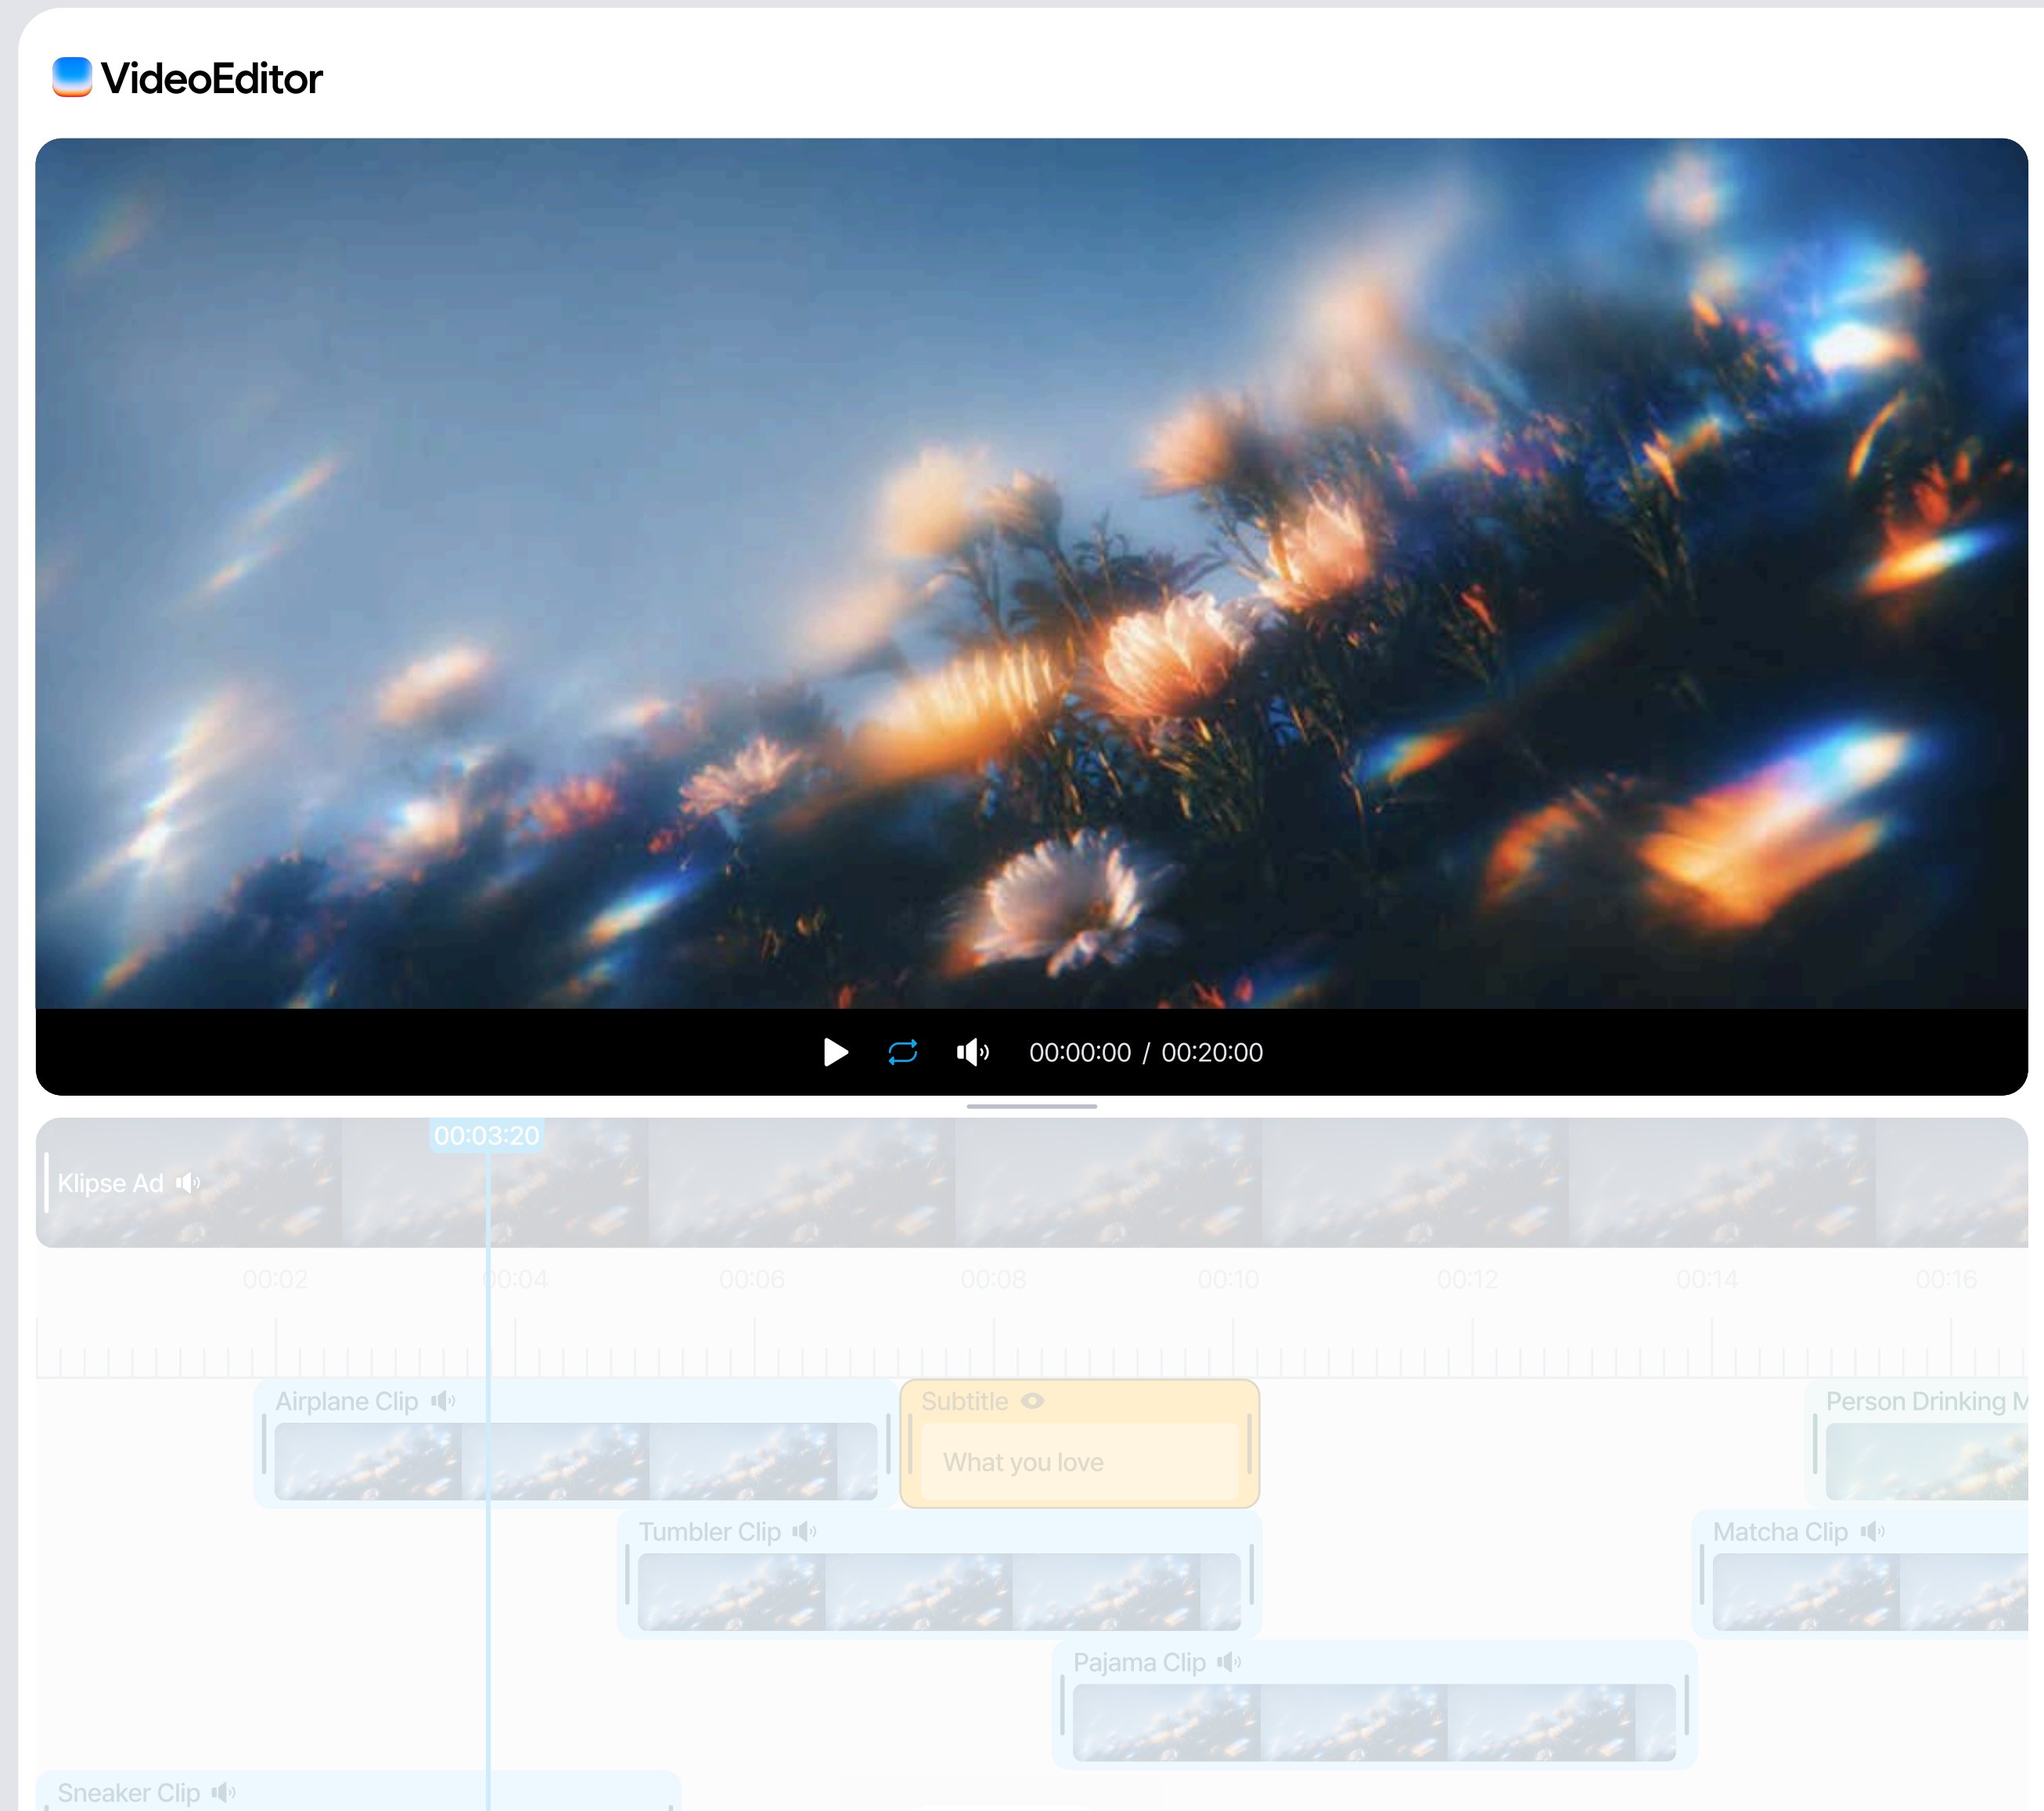 VideoEditor
00:00:00 / 00:20:00
00:03:20
Klipse Ad
00:02 00:04 00:06 00:08 00:10 00:12 00:14 00:16
Airplane Clip
Subtitle
Person Drinking M
What you love
Tumbler Clip
Matcha Clip
Pajama Clip
Sneaker Clip